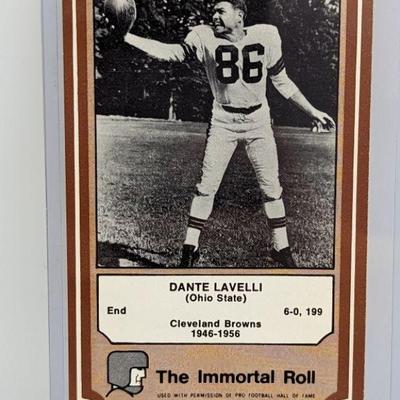 86
DANTE LAVELLI
(Ohio State)
End 6-0, 199
Cleveland Browns
1946-1956
The Immortal Roll
USED WITH PERMISSION OF PRO FOOTBALL HALL OF FAME